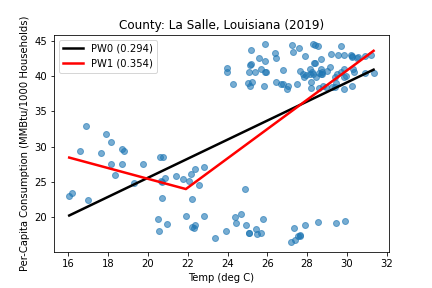 County: La Salle, Louisiana (2019)
PW0 (0.294)
PW1 (0.354)
Per-Capita Consumption (MMBtu/1000 Households)
45
40
35
30
25
20
16 18 20 22 24 26 28 30 32
Temp (deg C)